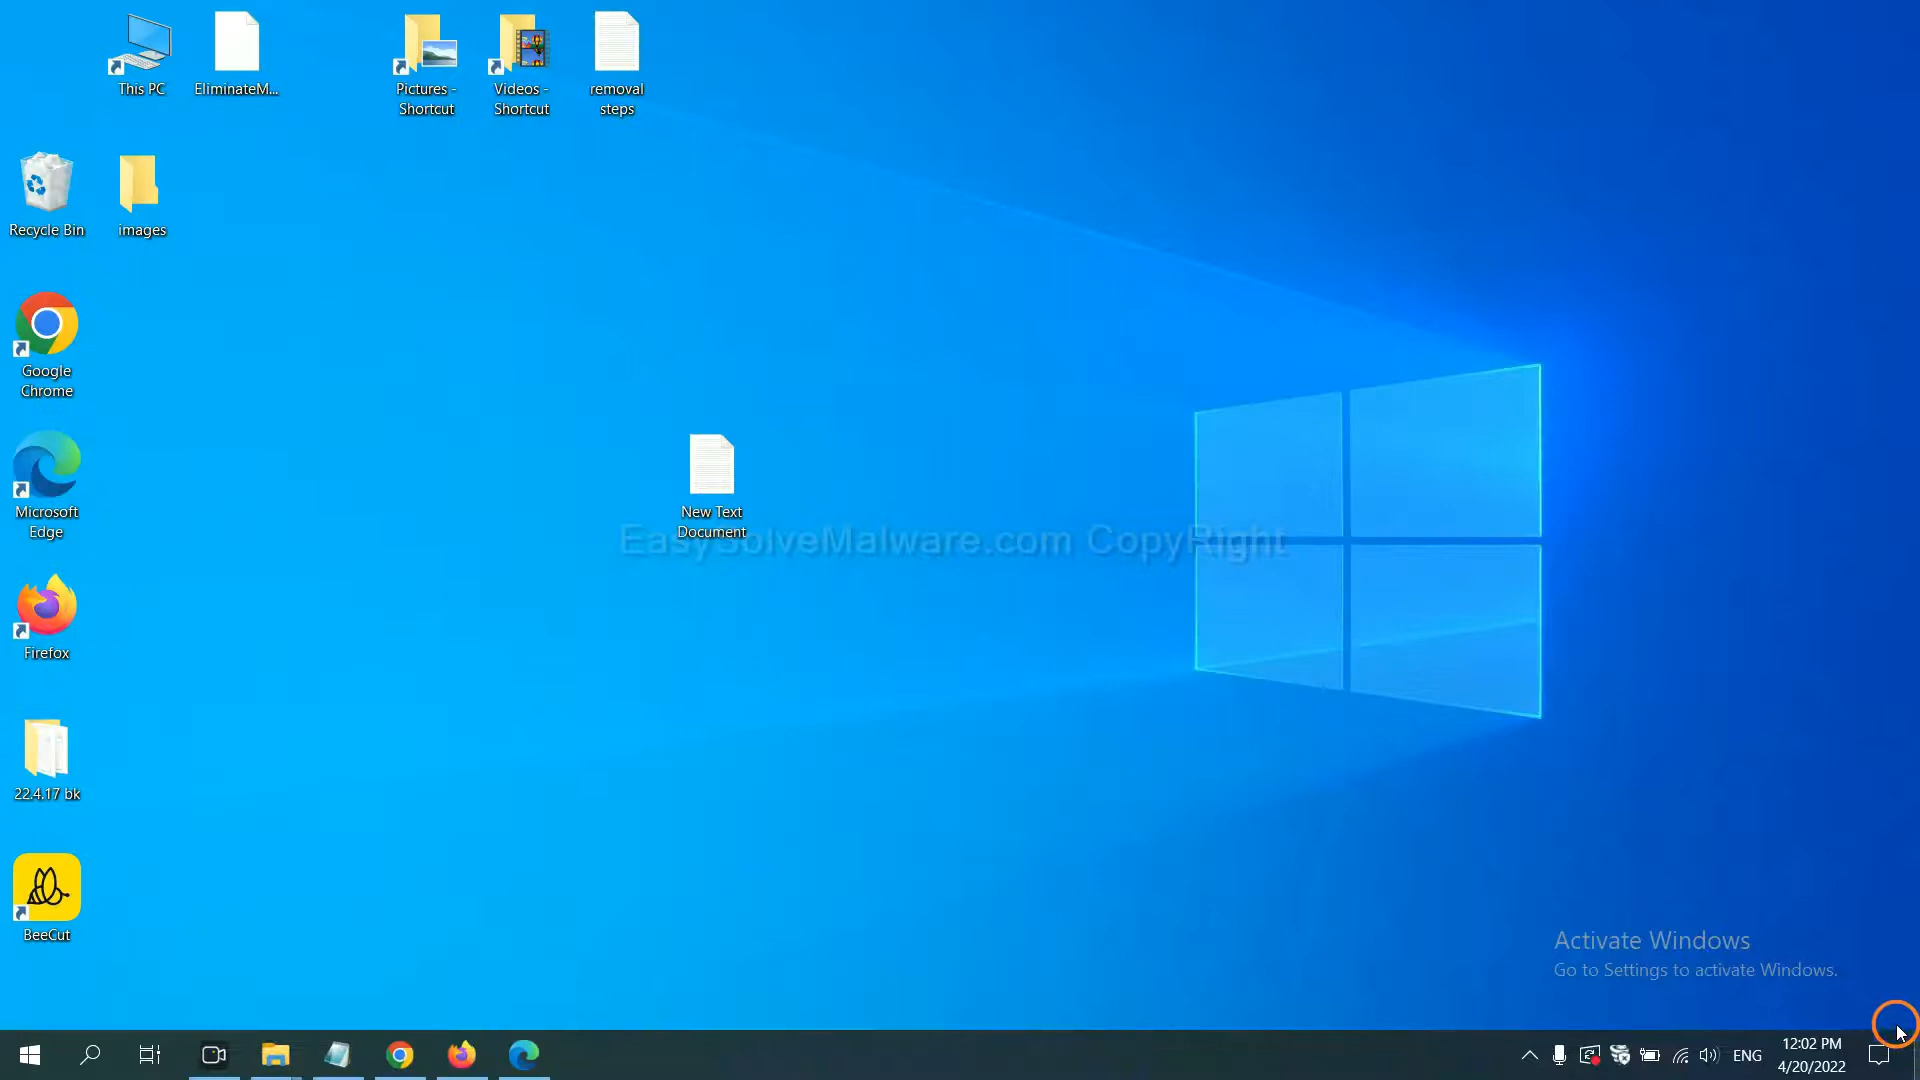 This PC
EliminateM...
Pictures -
Shortcut
Videos -
Shortcut
removal
steps
Recycle Bin
images
Google
Chrome
Microsoft
Edge
New Text
Document
EasySolveMalware.com CopyRight
Firefox
22.4.17 bk
BeeCut
Activate Windows
Go to Settings to activate Windows.
ENG
12:02 PM
4/20/2022